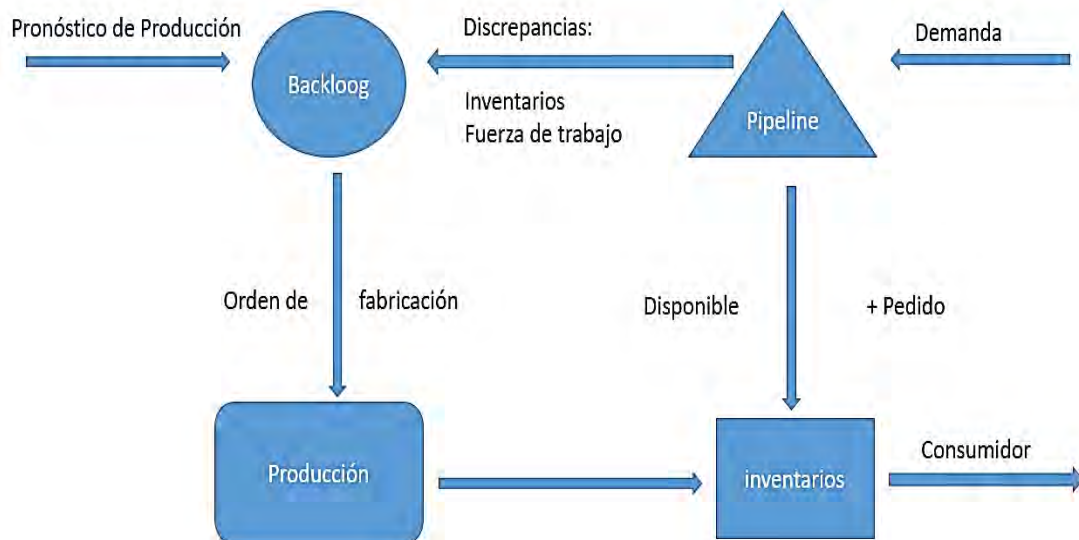 Pronóstico de Producción
Backloog
Discrepancias:
Inventarios
Fuerza de trabajo
Pipeline
Demanda
Orden de fabricación
Disponible + Pedido
Producción
inventarios
Consumidor